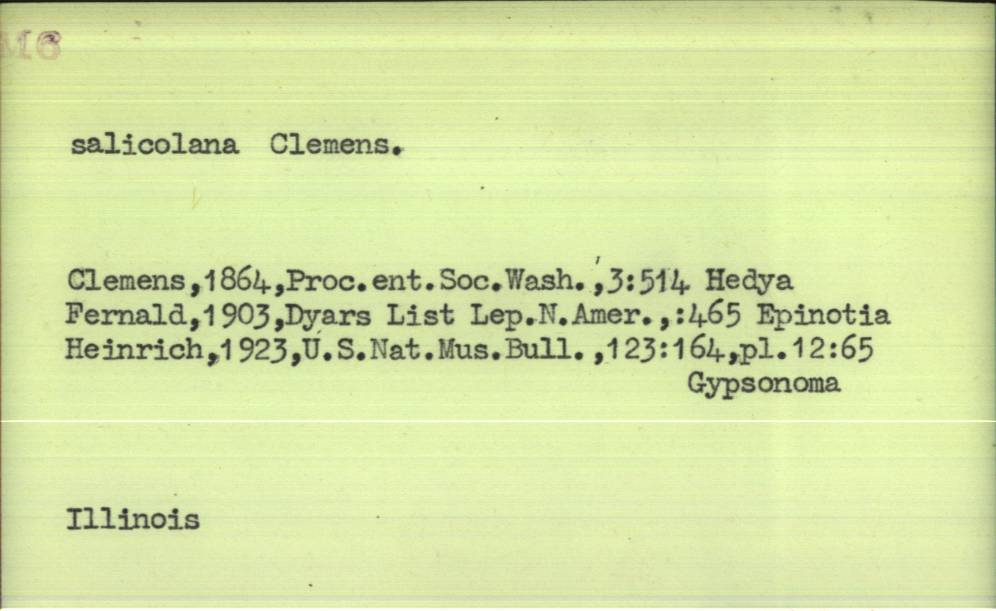 M6
salicolana Clemens.
Clemens,1864,Proc.ent.Soc.Wash.,3:514 Hedya
Fernald,1903,Dyars List Lep.N.Amer.,:465 Epinotia
Heinrich,1923,U.S.Nat.Mus.Bull.,123:164,pl.12:65
Gypsonoma
Illinois